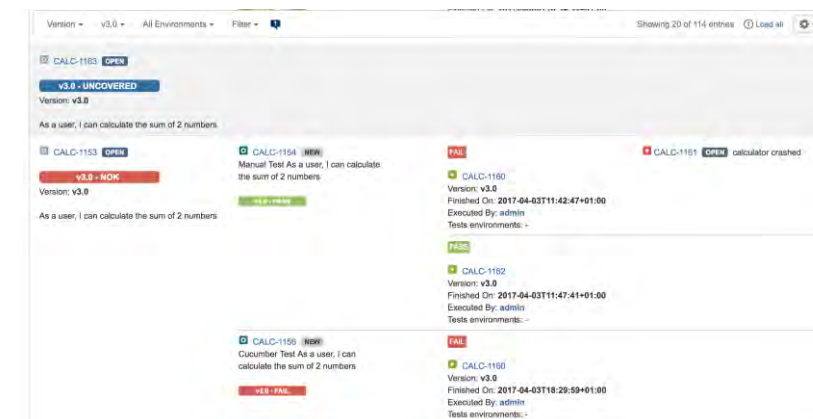 Version
v3.0
All Environments
Filter
Showing 20 of 114 entries
Load all
CALC-1163 OPEN
v3.0 - UNCOVERED
Version: v3.0
As a user, I can calculate the sum of 2 numbers
CALC-1153 OPEN
v3.0 - NOK
Version: v3.0
As a user, I can calculate the sum of 2 numbers
CALC-1154 NEW
Manual Test As a user, I can calculate
the sum of 2 numbers
FAIL
CALC-1160
Version: v3.0
Finished On: 2017-04-03T11:42:47+01:00
Executed By: admin
Tests environments: -
CALC-1161 OPEN calculator crashed
PASS
CALC-1162
Version: v3.0
Finished On: 2017-04-03T11:47:41+01:00
Executed By: admin
Tests environments: -
CALC-1156 NEW
Cucumber Test As a user, I can
calculate the sum of 2 numbers
v3.0 - FAIL
FAIL
CALC-1160
Version: v3.0
Finished On: 2017-04-03T18:29:59+01:00
Executed By: admin
Tests environments: -